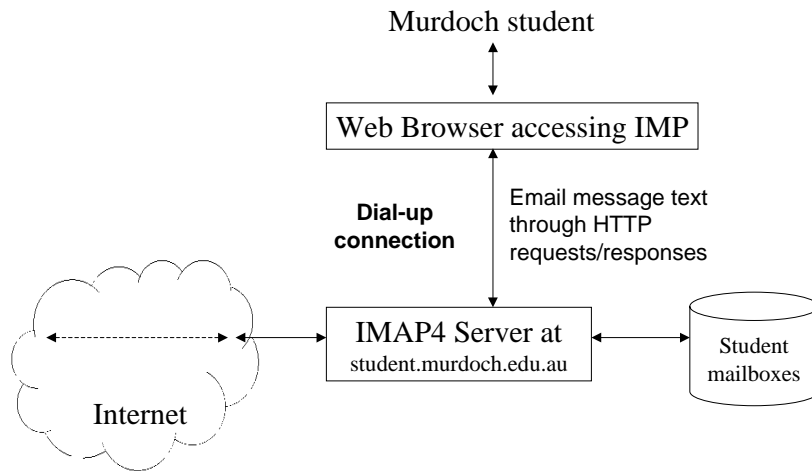 Murdoch student
Web Browser accessing IMP
Dial-up
connection
Email message text
through HTTP
requests/responses
IMAP4 Server at
student.murdoch.edu.au
Student
mailboxes
Internet